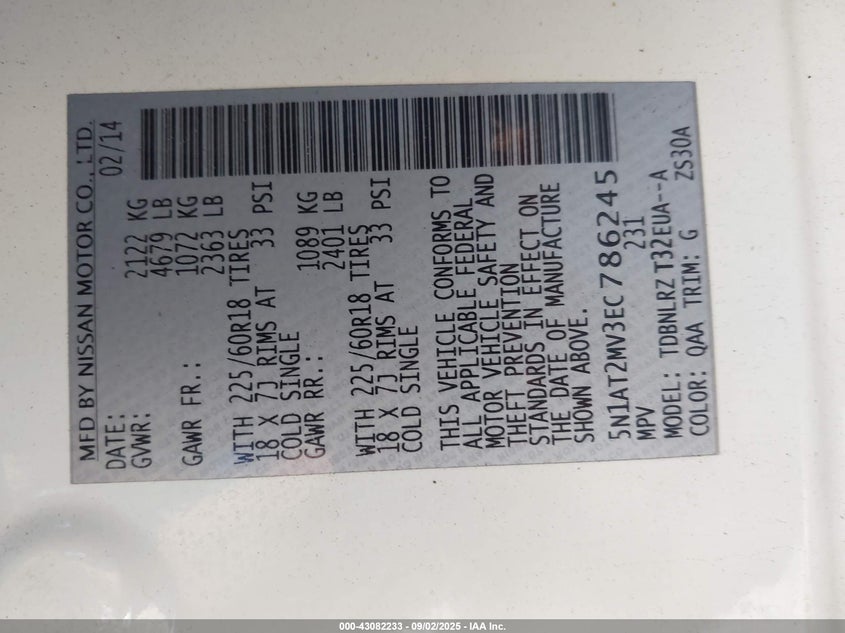 MFD BY NISSAN MOTOR CO., LTD.
DATE: 02/14
GVWR: 2122 KG
4679 LB
GAWR FR.: 1072 KG
2363 LB
WITH 225/60R18 TIRES
18 X 7J RIMS AT 33 PSI
COLD SINGLE
GAWR RR.: 1089 KG
2401 LB
WITH 225/60R18 TIRES
18 X 7J RIMS AT 33 PSI
COLD SINGLE
THIS VEHICLE CONFORMS TO
ALL APPLICABLE FEDERAL
MOTOR VEHICLE SAFETY AND
THEFT PREVENTION
STANDARDS IN EFFECT ON
THE DATE OF MANUFACTURE
SHOWN ABOVE.
5N1AT2MV3EC786245
MPV 231
MODEL: TDBNLRZ T32EUA--A
COLOR: QAA TRIM: G ZS30A
000-43082233 - 09/02/2025 - IAA Inc.